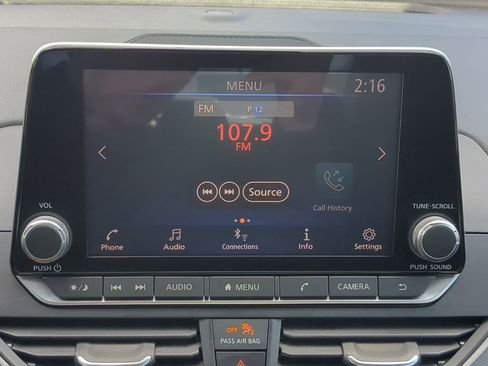 MENU 2:16
FM P 12
107.9
FM
Source
Call History
VOL
TUNE·SCROLL
Phone Audio Connections Info Settings
PUSH
PUSH SOUND
AUDIO MENU CAMERA
OFF
PASS AIR BAG